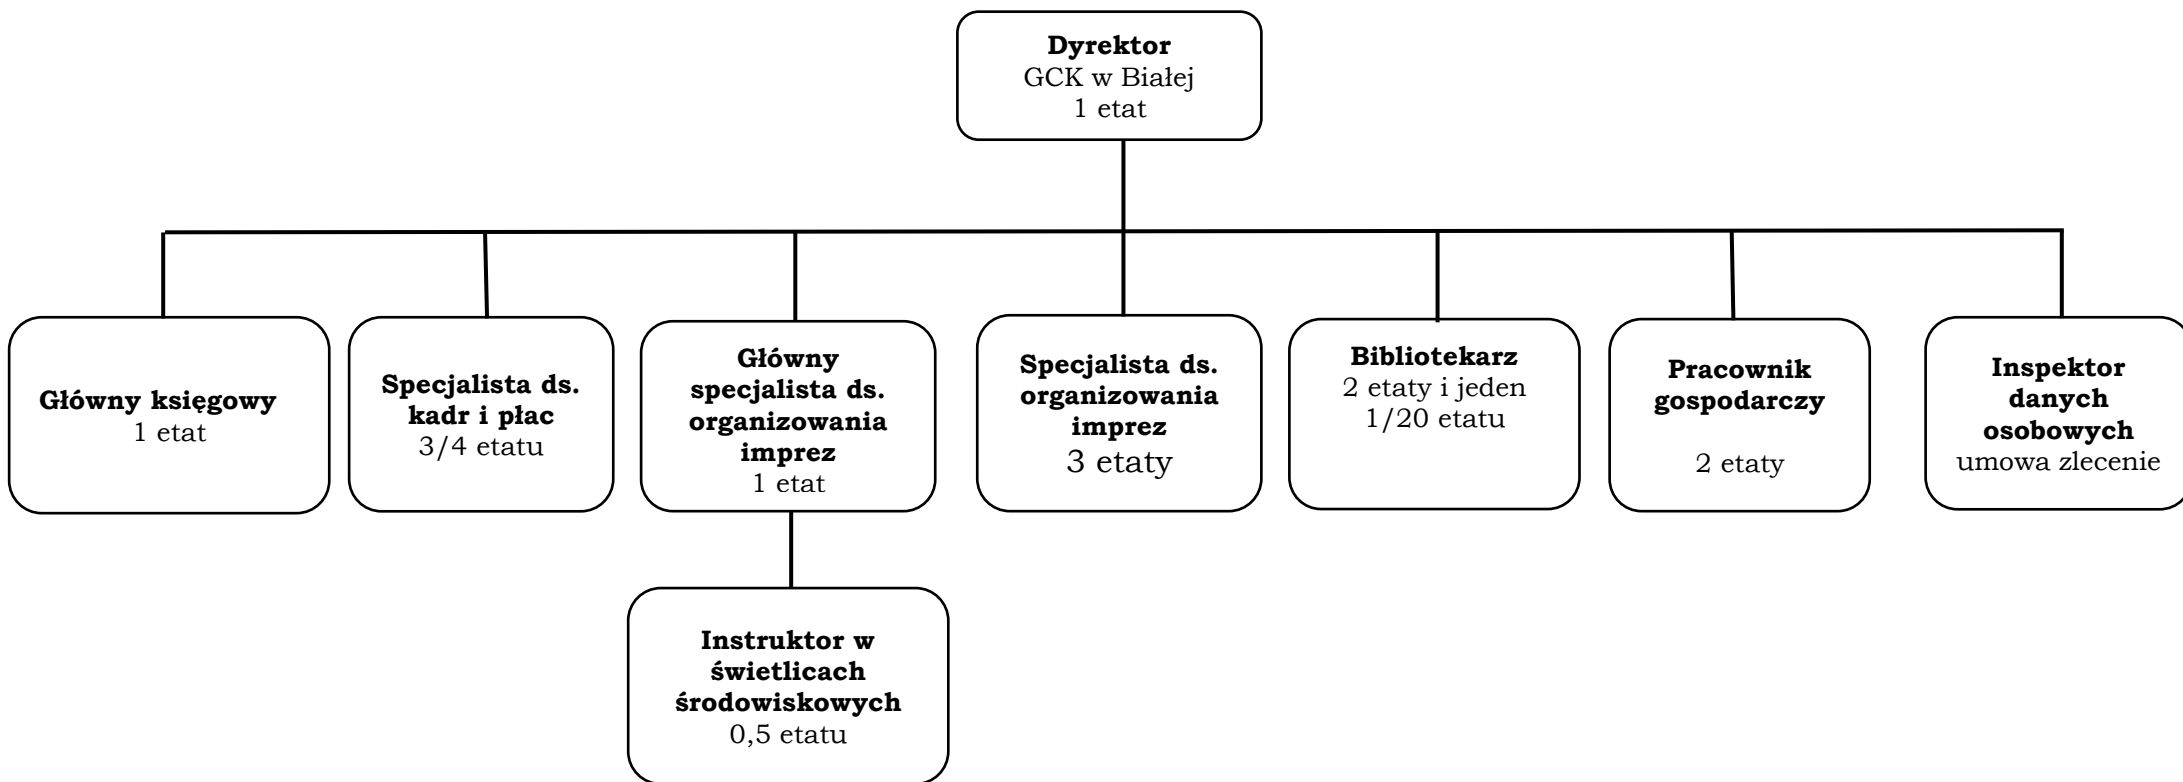 Dyrektor
GCK w Białej
1 etat
Główny księgowy
1 etat
Specjalista ds.
kadr i płac
3/4 etatu
Główny
specjalista ds.
organizowania
imprez
1 etat
Specjalista ds.
organizowania
imprez
3 etaty
Bibliotekarz
2 etaty i jeden
1/20 etatu
Pracownik
gospodarczy
2 etaty
Inspektor
danych
osobowych
umowa zlecenie
Instruktor w
świetlicach
środowiskowych
0,5 etatu